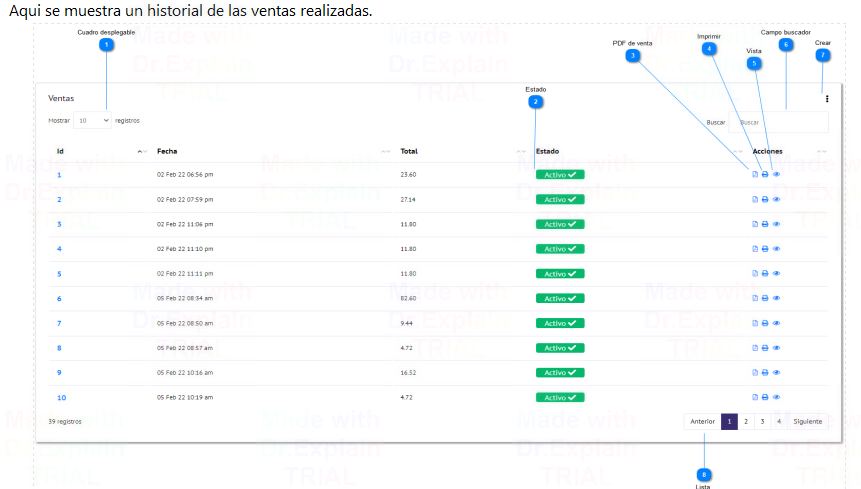 Aqui se muestra un historial de las ventas realizadas.
Cuadro desplegable
1
PDF de venta
3
Imprimir
4
Vista
5
Campo buscador
6
Crear
7
Estado
2
Ventas
Mostrar 10 registros
Buscar Buscar
Id Fecha Total Estado Acciones
1 02 Feb 22 06:56 pm 23.60 Activo
2 02 Feb 22 07:59 pm 27.14 Activo
3 02 Feb 22 11:06 pm 11.80 Activo
4 02 Feb 22 11:10 pm 11.80 Activo
5 02 Feb 22 11:11 pm 11.80 Activo
6 05 Feb 22 08:34 am 82.60 Activo
7 05 Feb 22 08:50 am 9.44 Activo
8 05 Feb 22 08:57 am 4.72 Activo
9 05 Feb 22 10:16 am 16.52 Activo
10 05 Feb 22 10:19 am 4.72 Activo
39 registros
Anterior 1 2 3 4 Siguiente
8
Lista
Made with
Dr.Explain
TRIAL